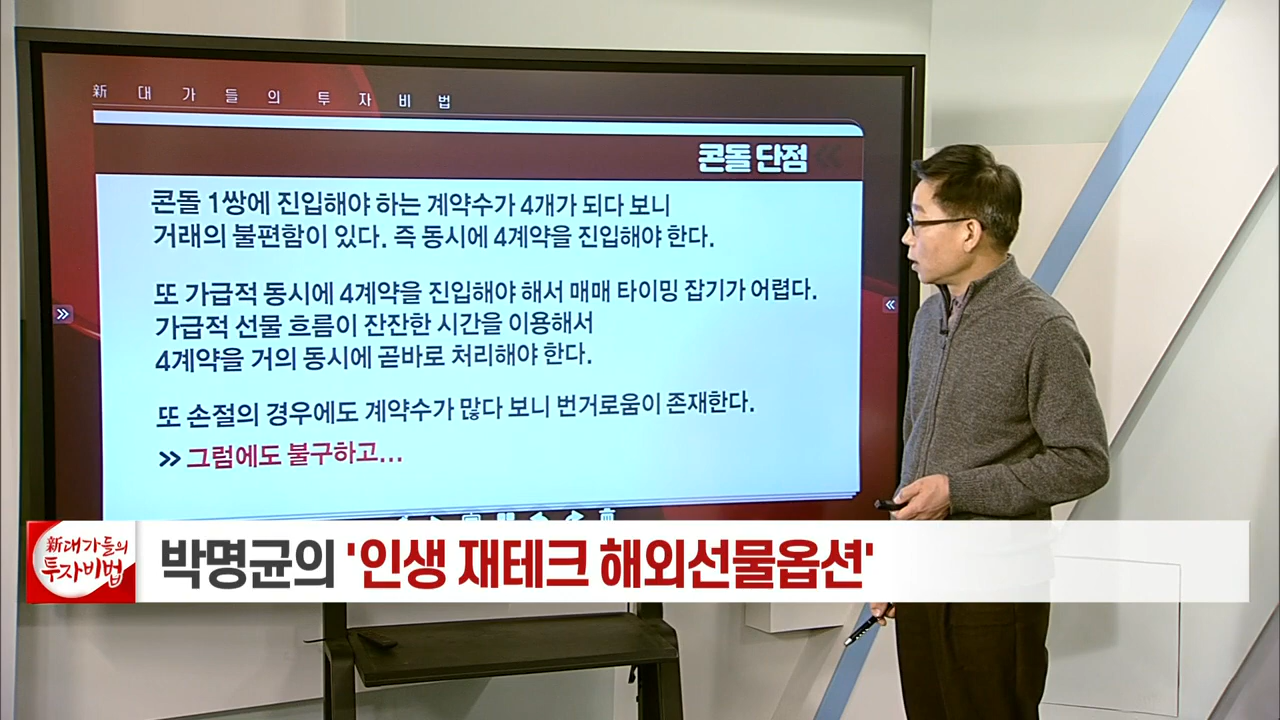 新 대 가 들 의 투 자 비 법
콘돌 단점
콘돌 1쌍에 진입해야 하는 계약수가 4개가 되다 보니
거래의 불편함이 있다. 즉 동시에 4계약을 진입해야 한다.
또 가급적 동시에 4계약을 진입해야 해서 매매 타이밍 잡기가 어렵다.
가급적 선물 흐름이 잔잔한 시간을 이용해서
4계약을 거의 동시에 곧바로 처리해야 한다.
또 손절의 경우에도 계약수가 많다 보니 번거로움이 존재한다.
» 그럼에도 불구하고...
新대가들의
투자비법
박명균의 '인생 재테크 해외선물옵션'